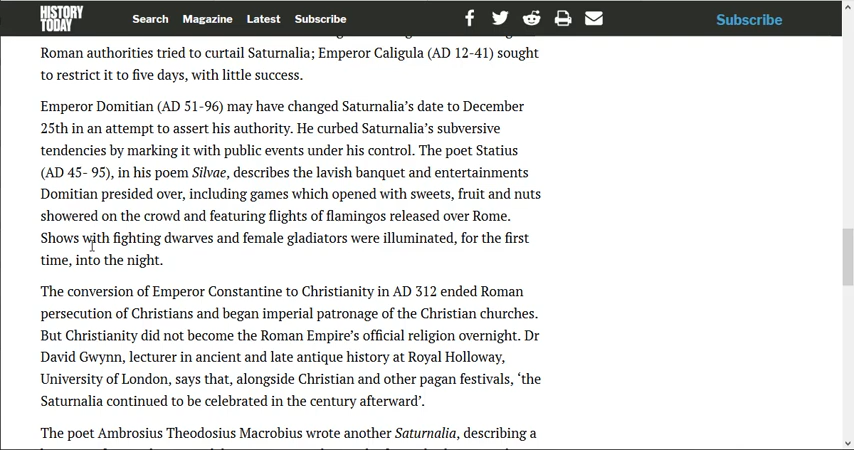 HISTORY
TODAY
Search Magazine Latest Subscribe
Subscribe
Roman authorities tried to curtail Saturnalia; Emperor Caligula (AD 12-41) sought
to restrict it to five days, with little success.
Emperor Domitian (AD 51-96) may have changed Saturnalia’s date to December
25th in an attempt to assert his authority. He curbed Saturnalia’s subversive
tendencies by marking it with public events under his control. The poet Statius
(AD 45- 95), in his poem Silvae, describes the lavish banquet and entertainments
Domitian presided over, including games which opened with sweets, fruit and nuts
showered on the crowd and featuring flights of flamingos released over Rome.
Shows with fighting dwarves and female gladiators were illuminated, for the first
time, into the night.
The conversion of Emperor Constantine to Christianity in AD 312 ended Roman
persecution of Christians and began imperial patronage of the Christian churches.
But Christianity did not become the Roman Empire’s official religion overnight. Dr
David Gwynn, lecturer in ancient and late antique history at Royal Holloway,
University of London, says that, alongside Christian and other pagan festivals, ‘the
Saturnalia continued to be celebrated in the century afterward’.
The poet Ambrosius Theodosius Macrobius wrote another Saturnalia, describing a